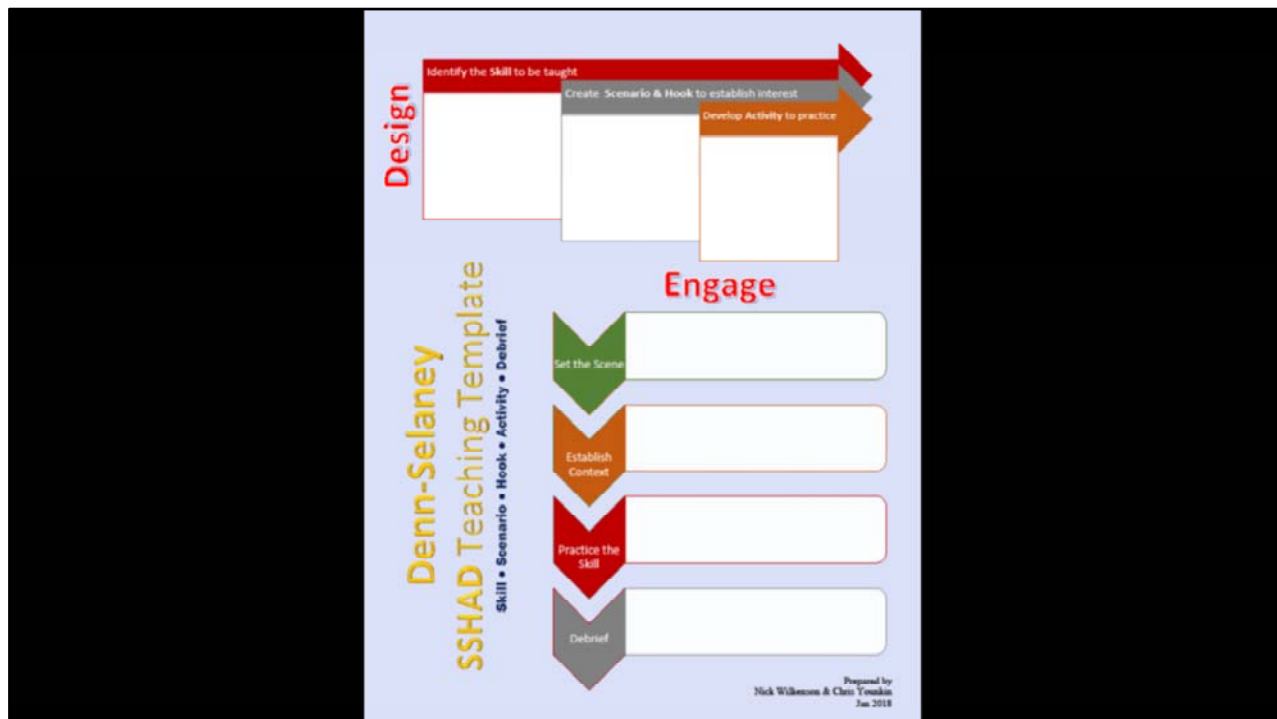 Design
Identify the Skill to be taught
Create Scenario & Hook to establish interest
Develop Activity to practice
Engage
Set the Scene
Establish
Context
Practice the
Skill
Debrief
Denn-Selaney
SSHAD Teaching Template
Skill • Scenario • Hook • Activity • Debrief
Prepared by
Nick Wilkenson & Chris Younkin
Jan 2018